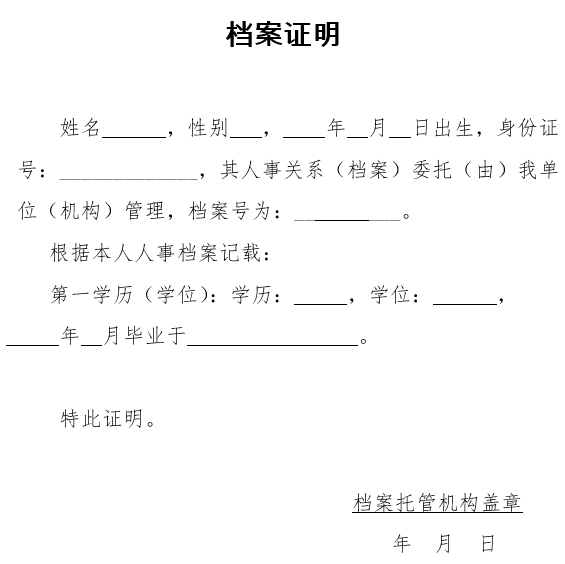 档案证明
姓名______，性别___，____年__月__日出生，身份证
号：_____________，其人事关系（档案）委托（由）我单
位（机构）管理，档案号为：__________。
根据本人人事档案记载：
第一学历（学位）：学历：_____，学位：______，
_____年__月毕业于________________。
特此证明。
档案托管机构盖章
年 月 日